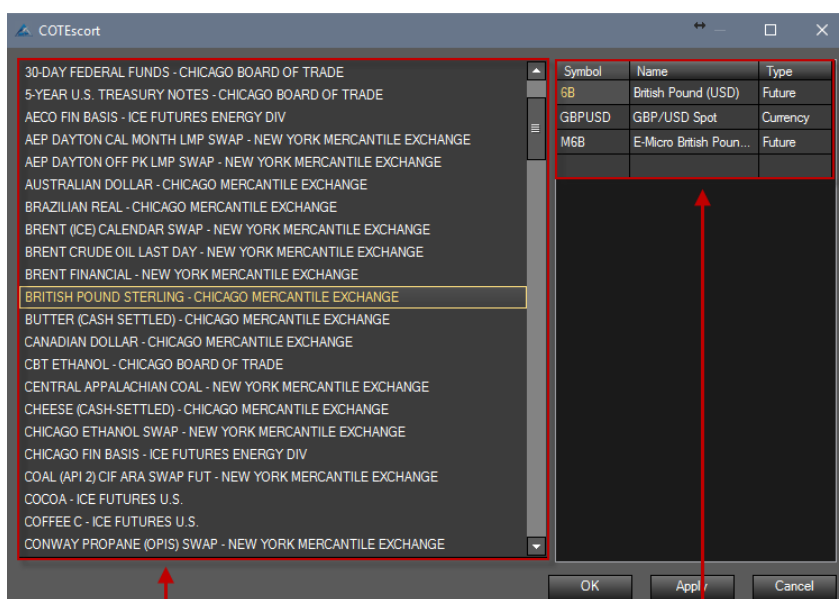 COTEscort
30-DAY FEDERAL FUNDS - CHICAGO BOARD OF TRADE
5-YEAR U.S. TREASURY NOTES - CHICAGO BOARD OF TRADE
AECO FIN BASIS - ICE FUTURES ENERGY DIV
AEP DAYTON CAL MONTH LMP SWAP - NEW YORK MERCANTILE EXCHANGE
AEP DAYTON OFF PK LMP SWAP - NEW YORK MERCANTILE EXCHANGE
AUSTRALIAN DOLLAR - CHICAGO MERCANTILE EXCHANGE
BRAZILIAN REAL - CHICAGO MERCANTILE EXCHANGE
BRENT (ICE) CALENDAR SWAP - NEW YORK MERCANTILE EXCHANGE
BRENT CRUDE OIL LAST DAY - NEW YORK MERCANTILE EXCHANGE
BRENT FINANCIAL - NEW YORK MERCANTILE EXCHANGE
BRITISH POUND STERLING - CHICAGO MERCANTILE EXCHANGE
BUTTER (CASH SETTLED) - CHICAGO MERCANTILE EXCHANGE
CANADIAN DOLLAR - CHICAGO MERCANTILE EXCHANGE
CBT ETHANOL - CHICAGO BOARD OF TRADE
CENTRAL APPALACHIAN COAL - NEW YORK MERCANTILE EXCHANGE
CHEESE (CASH-SETTLED) - CHICAGO MERCANTILE EXCHANGE
CHICAGO ETHANOL SWAP - NEW YORK MERCANTILE EXCHANGE
CHICAGO FIN BASIS - ICE FUTURES ENERGY DIV
COAL (API 2) CIF ARA SWAP FUT - NEW YORK MERCANTILE EXCHANGE
COCOA - ICE FUTURES U.S.
COFFEE C - ICE FUTURES U.S.
CONWAY PROPANE (OPIS) SWAP - NEW YORK MERCANTILE EXCHANGE
Symbol Name Type
6B British Pound (USD) Future
GBPUSD GBP/USD Spot Currency
M6B E-Micro British Poun... Future
OK Apply Cancel